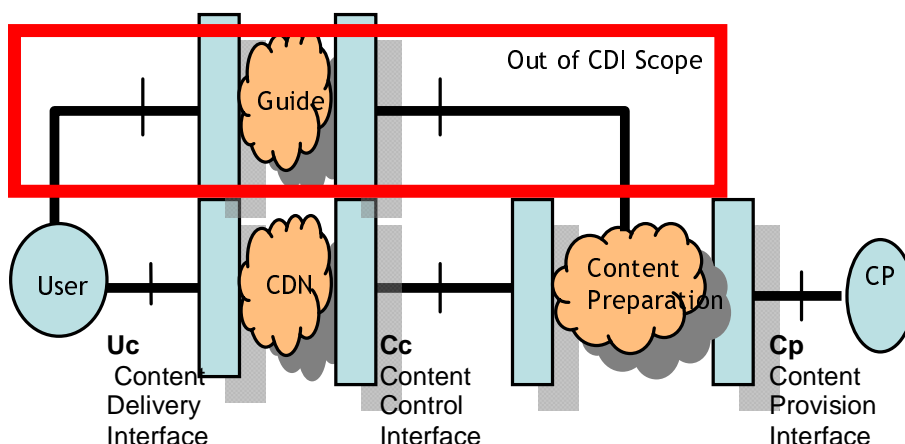 Out of CDI Scope
Guide
User
CDN
Content
Preparation
CP
Uc
Content
Delivery
Interface
Cc
Content
Control
Interface
Cp
Content
Provision
Interface